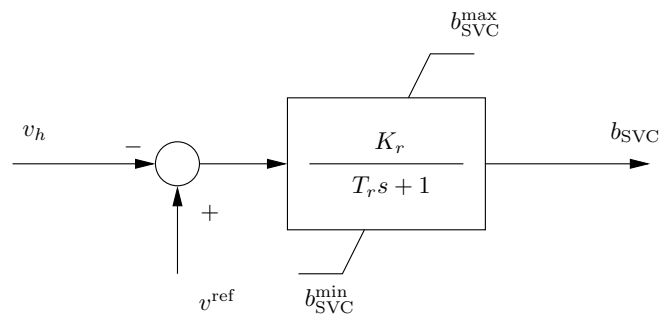 b_SVC^max
v_h
−
K_r
T_r s + 1
b_SVC
+
v^ref
b_SVC^min